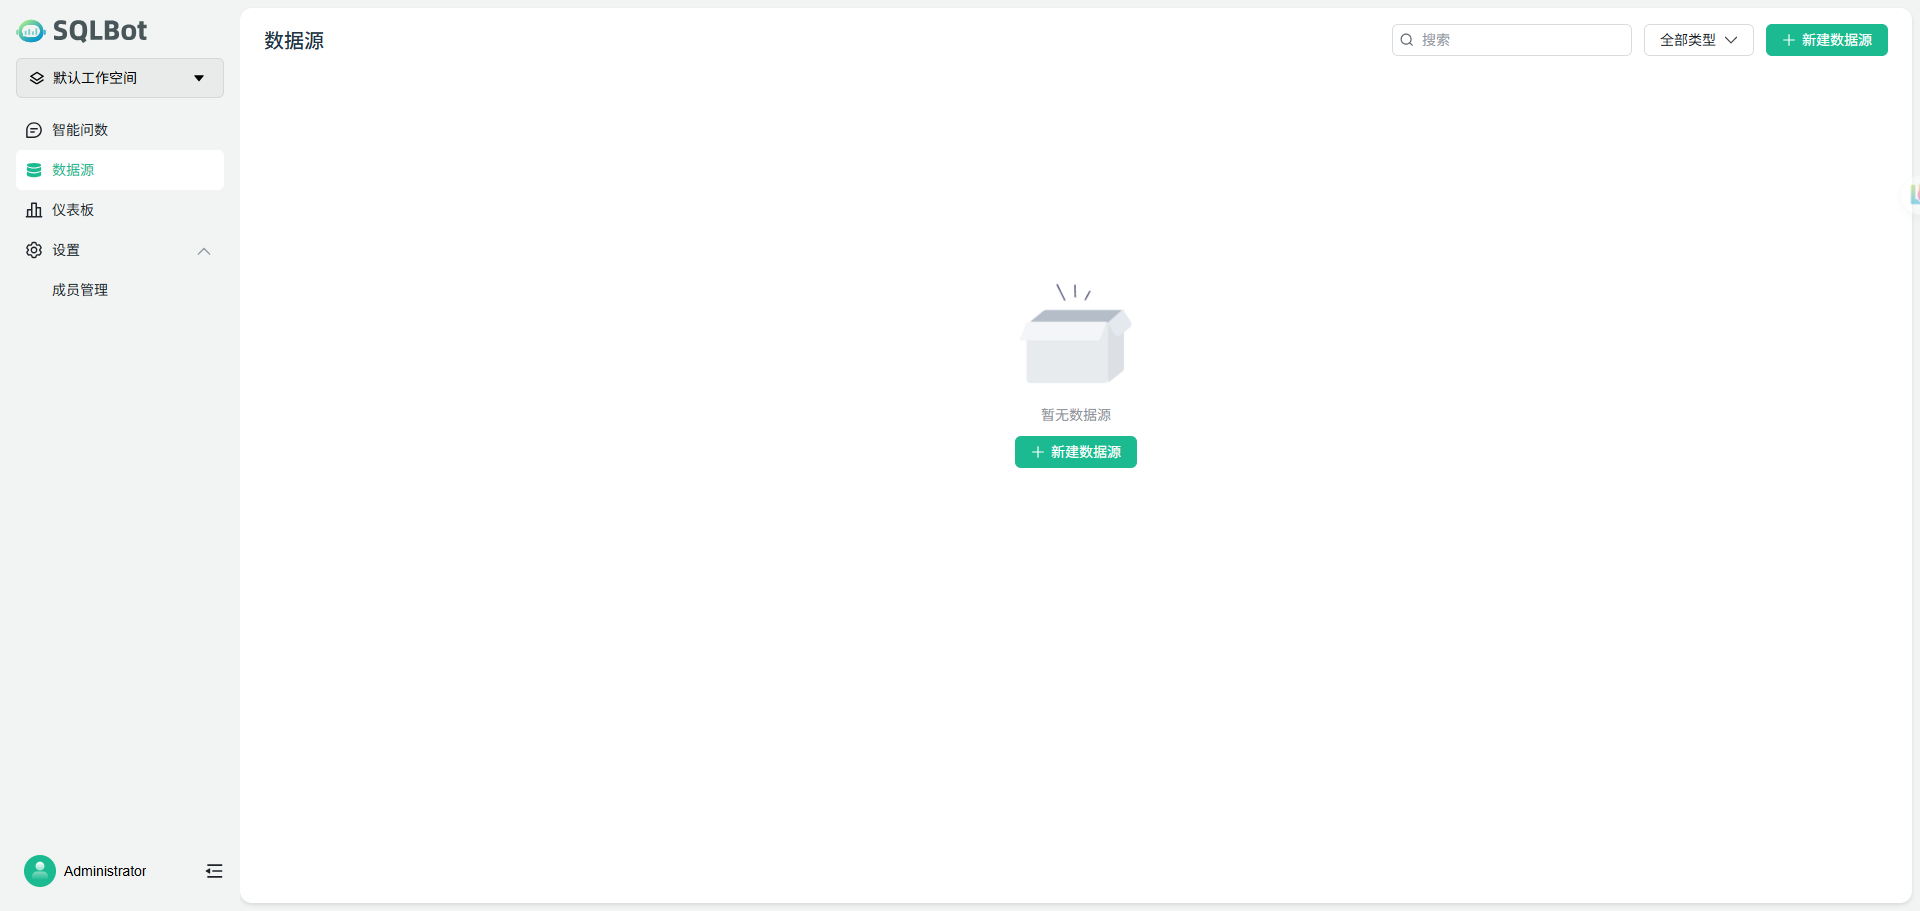 SQLBot
默认工作空间
智能问数
数据源
仪表板
设置
成员管理
Administrator
数据源
搜索
全部类型
新建数据源
暂无数据源
新建数据源